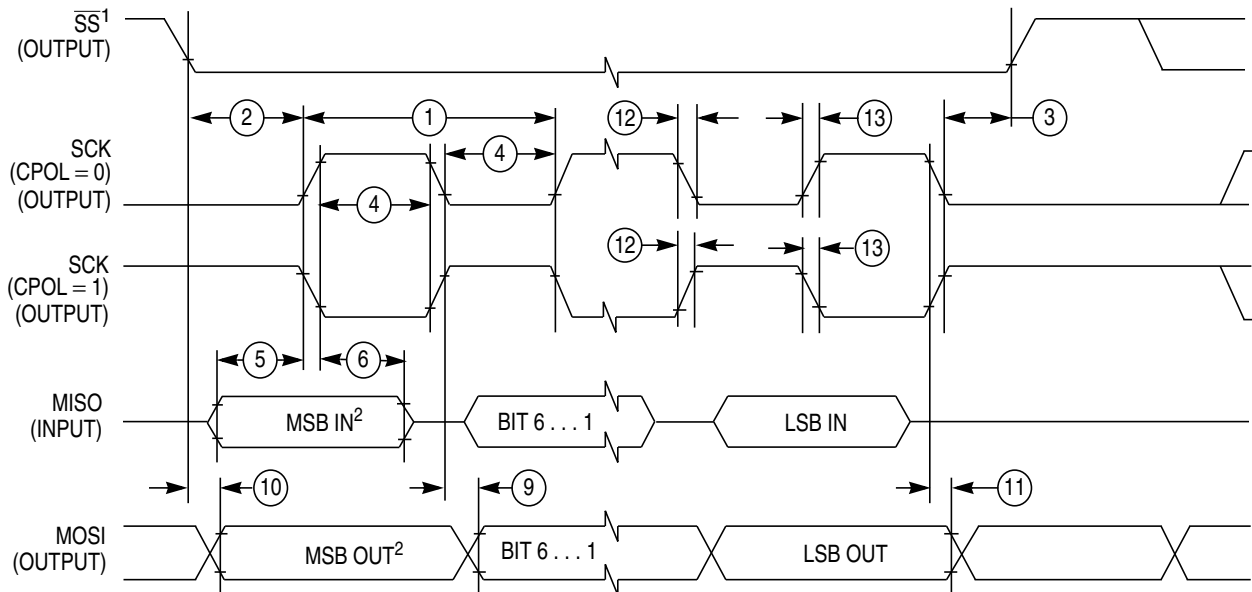 SS¹
(OUTPUT)
2
1
12
13
3
SCK
(CPOL = 0)
(OUTPUT)
4
4
12
13
SCK
(CPOL = 1)
(OUTPUT)
5
6
MISO
(INPUT)
MSB IN²
BIT 6 . . . 1
LSB IN
10
9
11
MOSI
(OUTPUT)
MSB OUT²
BIT 6 . . . 1
LSB OUT